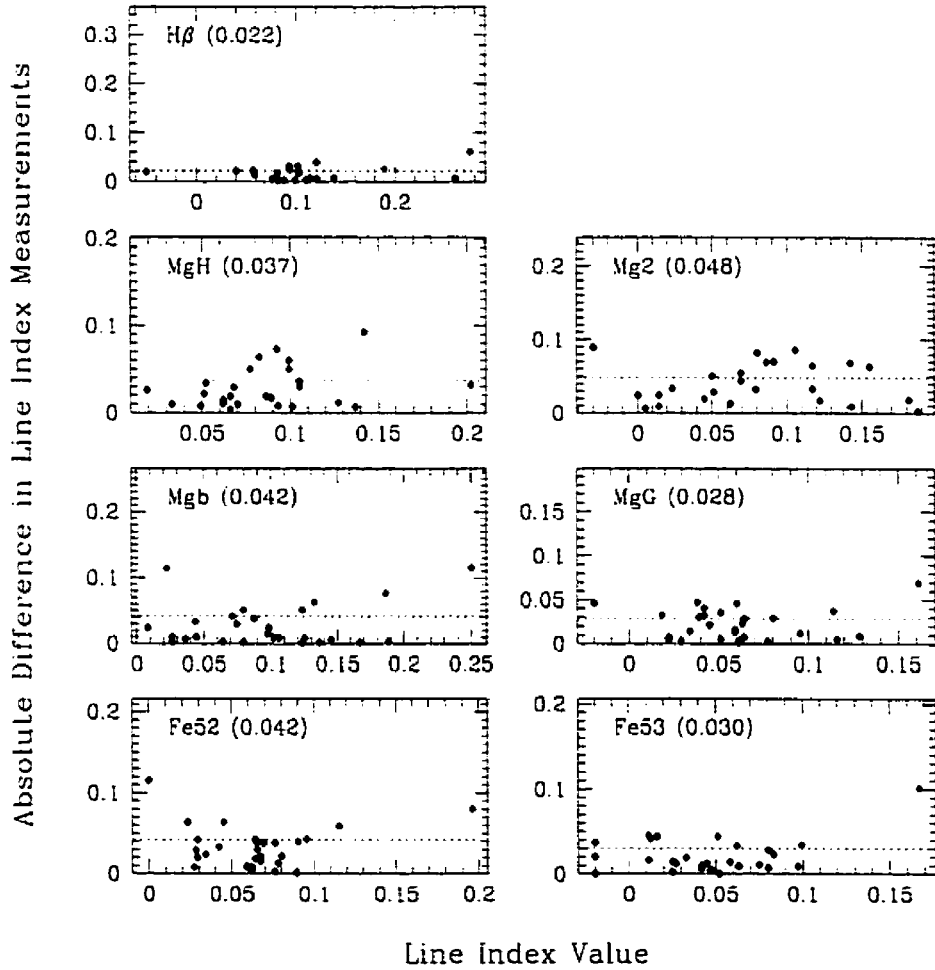 Absolute Difference in Line Index Measurements
Hβ (0.022)
0.3
0.2
0.1
0
0 0.1 0.2
MgH (0.037)
0.2
0.1
0
0.05 0.1 0.15 0.2
Mg2 (0.048)
0.2
0.1
0
0 0.05 0.1 0.15
Mgb (0.042)
0.2
0.1
0
0 0.05 0.1 0.15 0.2 0.25
MgG (0.028)
0.15
0.1
0.05
0
0 0.05 0.1 0.15
Fe52 (0.042)
0.2
0.1
0
0 0.05 0.1 0.15 0.2
Fe53 (0.030)
0.2
0.1
0
0 0.05 0.1 0.15
Line Index Value